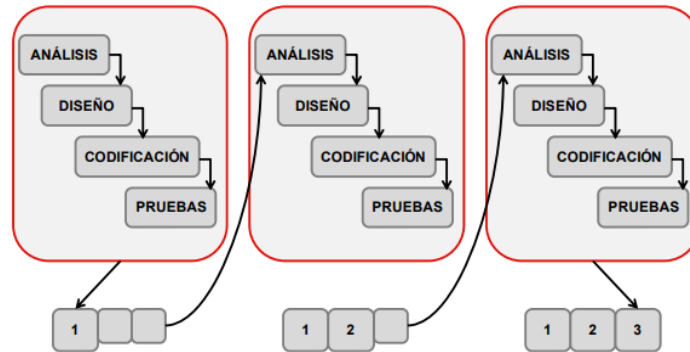 ANÁLISIS
DISEÑO
CODIFICACIÓN
PRUEBAS
1
ANÁLISIS
DISEÑO
CODIFICACIÓN
PRUEBAS
1 2
ANÁLISIS
DISEÑO
CODIFICACIÓN
PRUEBAS
1 2 3